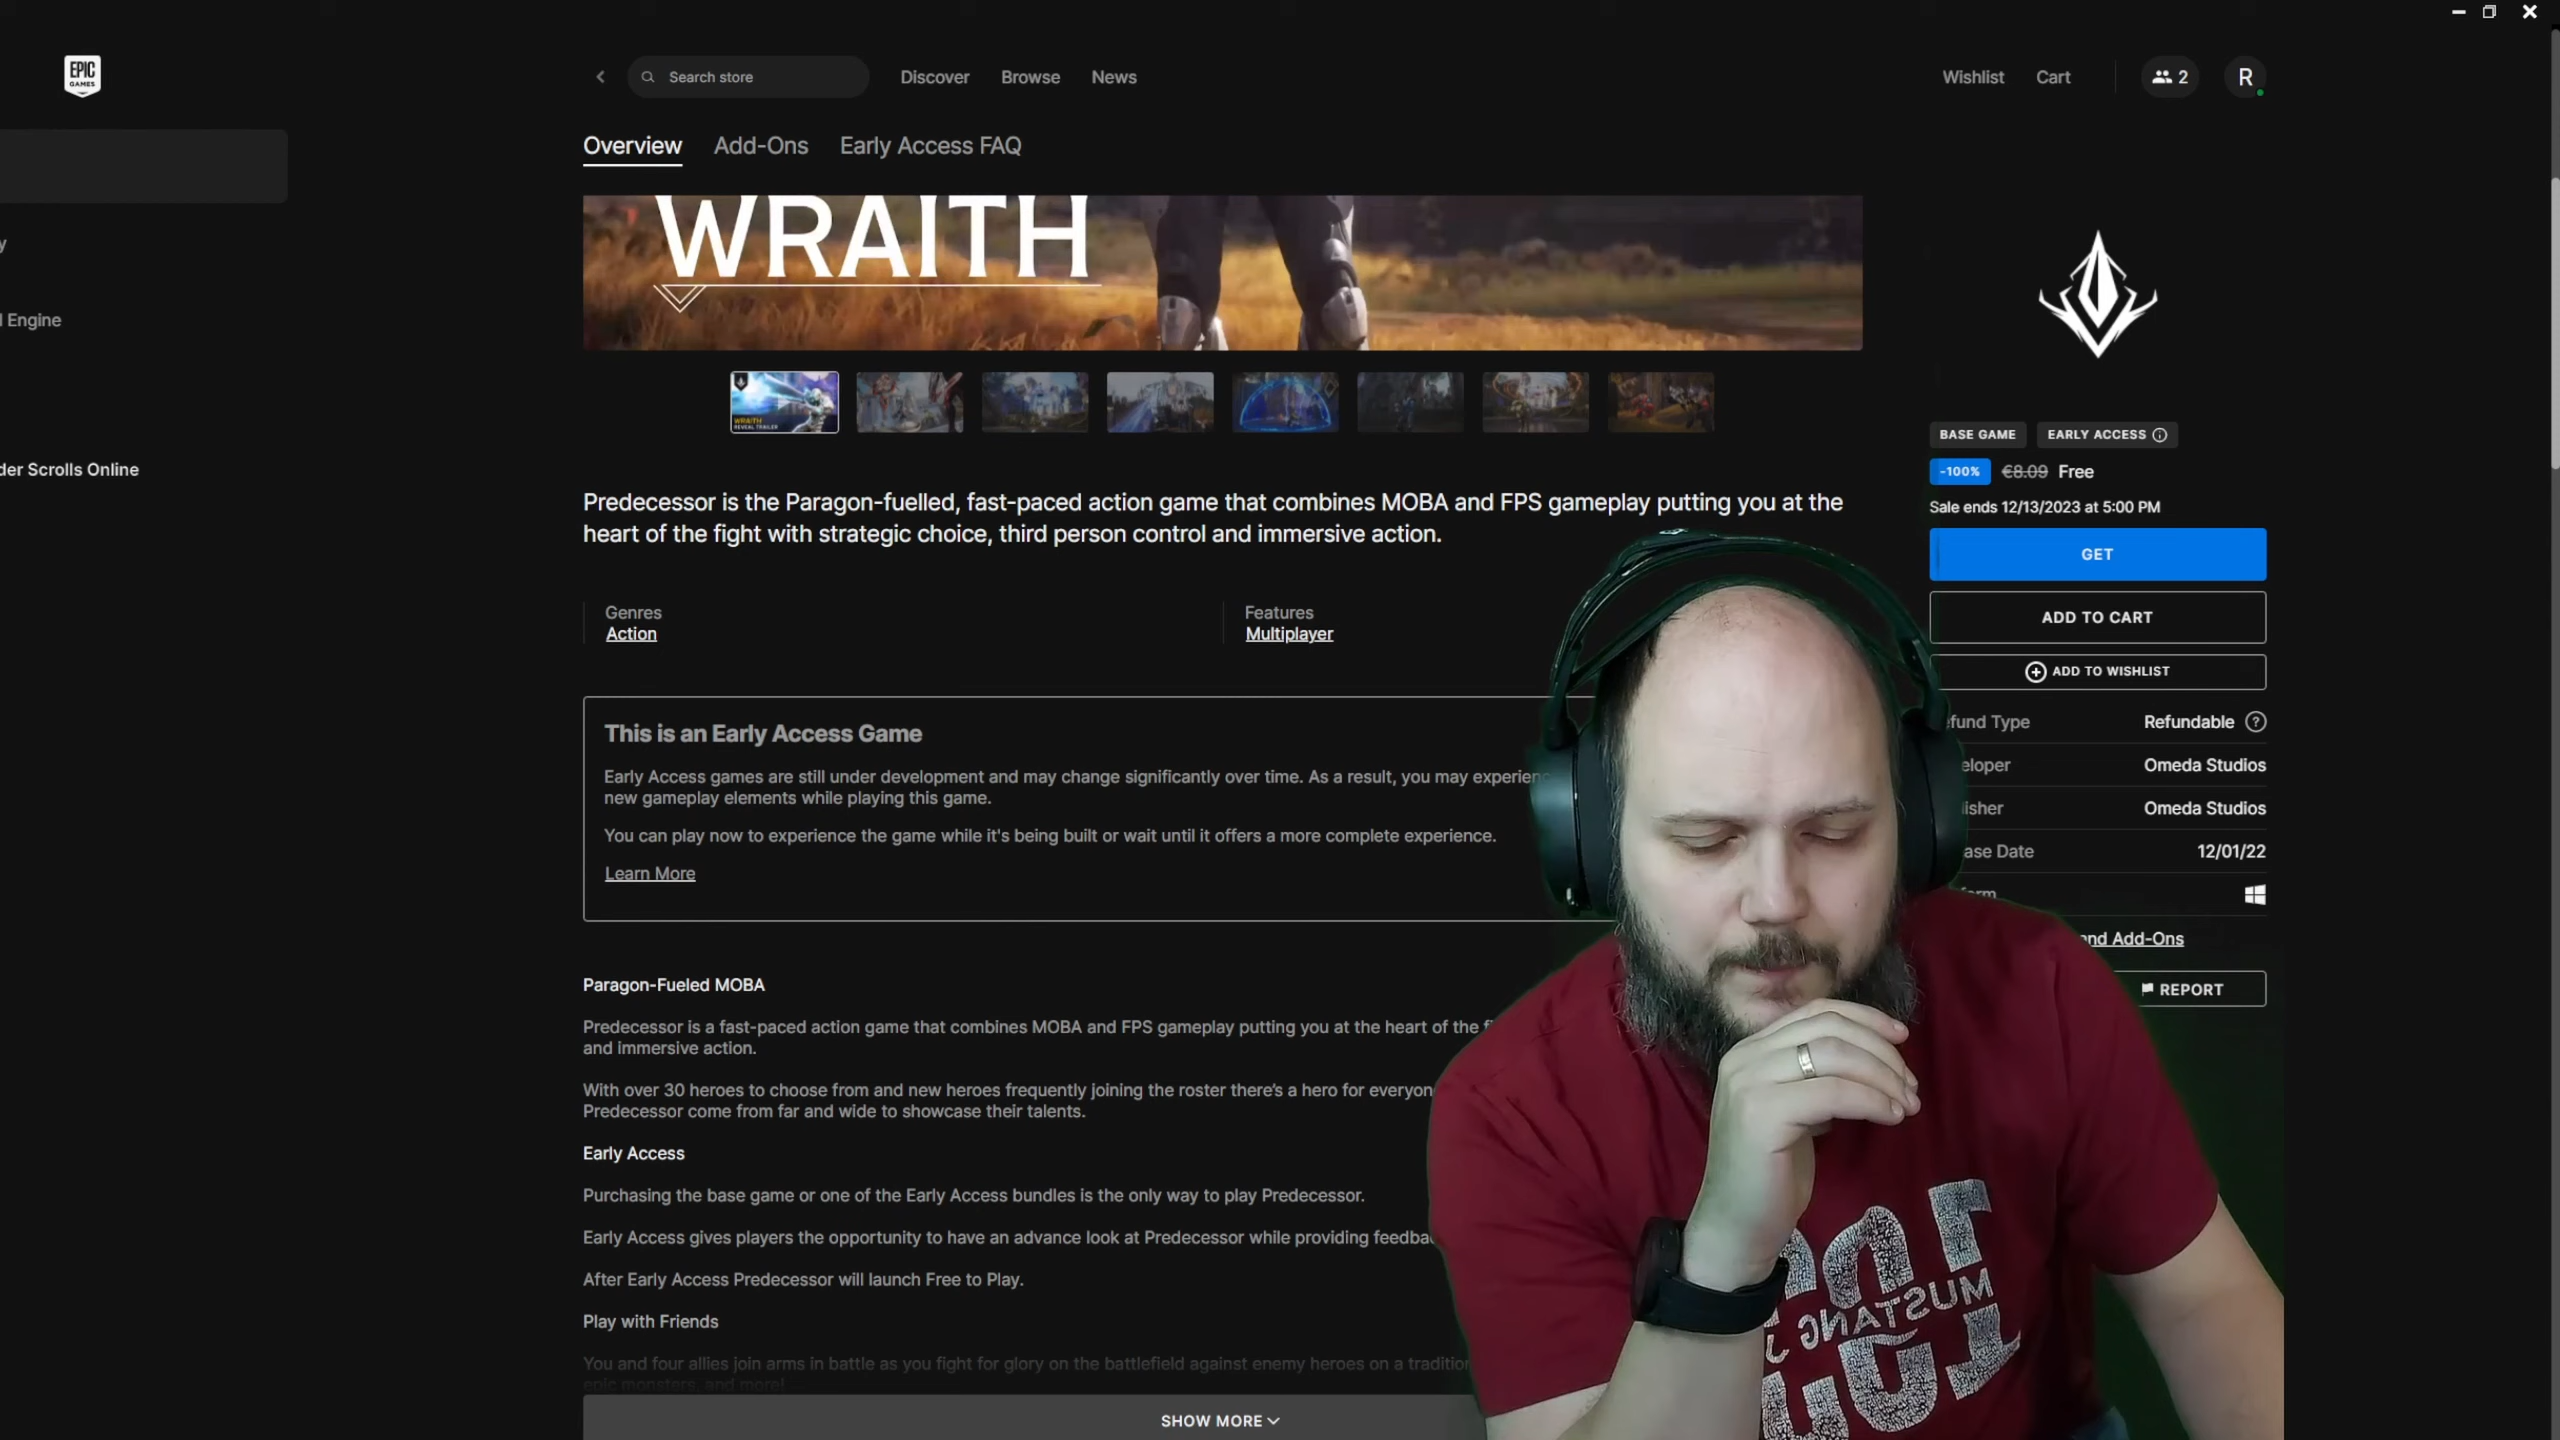 EPIC
GAMES
Search store
Discover
Browse
News
Wishlist
Cart
2
R
Overview
Add-Ons
Early Access FAQ
y
l Engine
der Scrolls Online
WRAITH
WRAITH
REVEAL TRAILER
Predecessor is the Paragon-fuelled, fast-paced action game that combines MOBA and FPS gameplay putting you at the
heart of the fight with strategic choice, third person control and immersive action.
Genres
Action
Features
Multiplayer
This is an Early Access Game
Early Access games are still under development and may change significantly over time. As a result, you may experienc
new gameplay elements while playing this game.
You can play now to experience the game while it's being built or wait until it offers a more complete experience.
Learn More
Paragon-Fueled MOBA
Predecessor is a fast-paced action game that combines MOBA and FPS gameplay putting you at the heart of the f
and immersive action.
With over 30 heroes to choose from and new heroes frequently joining the roster there's a hero for everyon
Predecessor come from far and wide to showcase their talents.
Early Access
Purchasing the base game or one of the Early Access bundles is the only way to play Predecessor.
Early Access gives players the opportunity to have an advance look at Predecessor while providing feedba
After Early Access Predecessor will launch Free to Play.
Play with Friends
You and four allies join arms in battle as you fight for glory on the battlefield against enemy heroes on a tradition
epic monsters, and more!
SHOW MORE
BASE GAME
EARLY ACCESS
-100% €8.09 Free
Sale ends 12/13/2023 at 5:00 PM
GET
ADD TO CART
ADD TO WISHLIST
fund Type
Refundable
eloper
Omeda Studios
isher
Omeda Studios
ase Date
12/01/22
orm
and Add-Ons
REPORT
MUSTANG